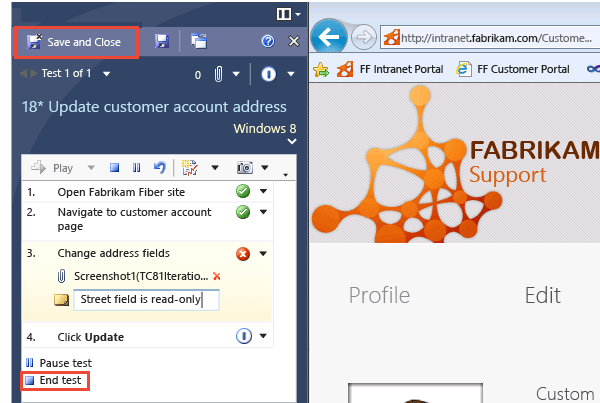 Save and Close
Test 1 of 1
0
18* Update customer account address
Windows 8
Play
1. Open Fabrikam Fiber site
2. Navigate to customer account
page
3. Change address fields
Screenshot1(TC81Iteratio...
Street field is read-only
4. Click Update
Pause test
End test
http://intranet.fabrikam.com/Custome...
FF Intranet Portal
FF Customer Portal
FABRIKAM
Support
Profile
Edit
Custom